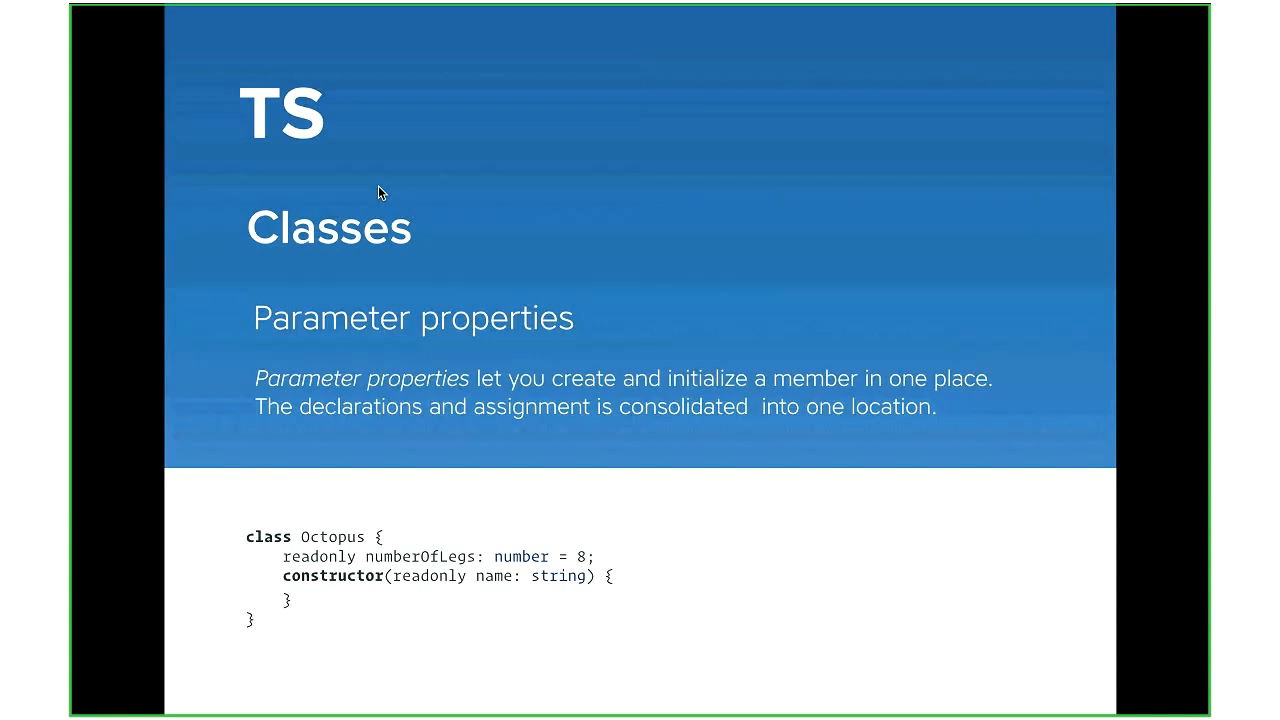 TS
Classes
Parameter properties
Parameter properties let you create and initialize a member in one place.
The declarations and assignment is consolidated  into one location.
class Octopus {
    readonly numberOfLegs: number = 8;
    constructor(readonly name: string) {
    }
}